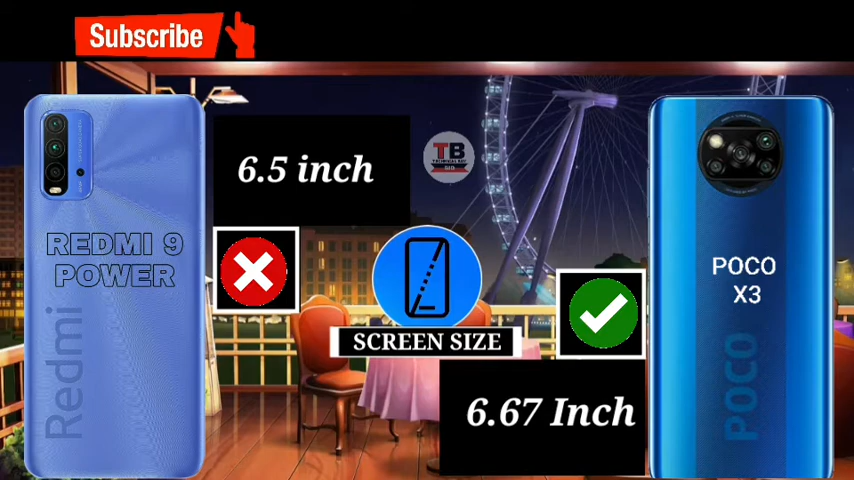 Subscribe
6.5 inch
TB
REDMI 9
POWER
Redmi
SCREEN SIZE
POCO
X3
6.67 Inch
POCO